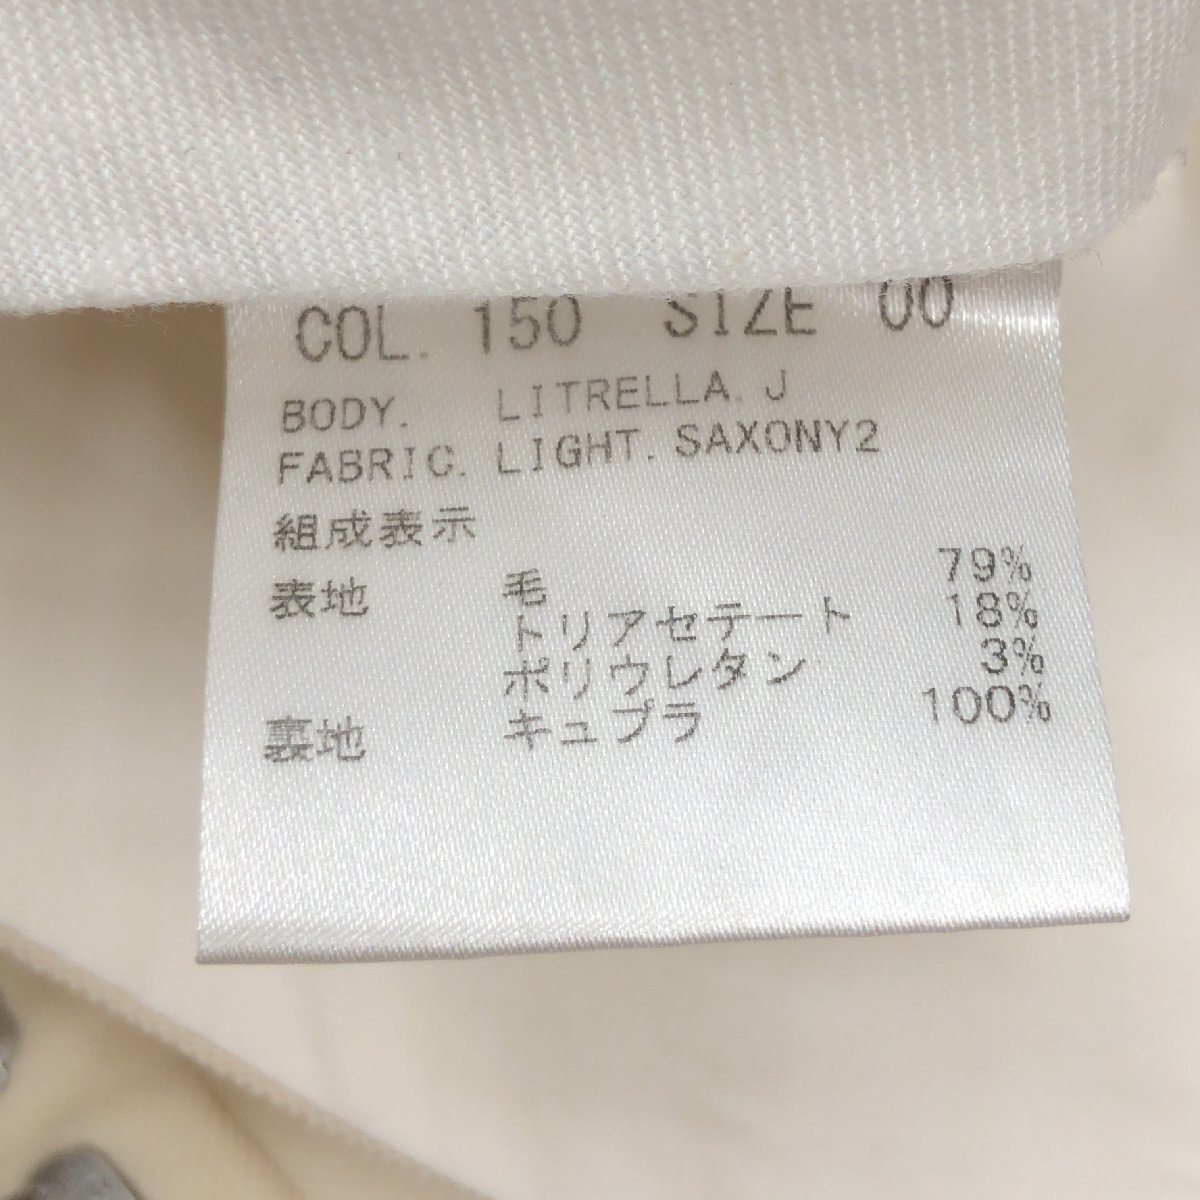 COL. 150 SIZE 00
BODY. LITRELLA. J
FABRIC. LIGHT. SAXONY2
組成表示
表地 毛 79%
トリアセテート 18%
ポリウレタン 3%
裏地 キュプラ 100%